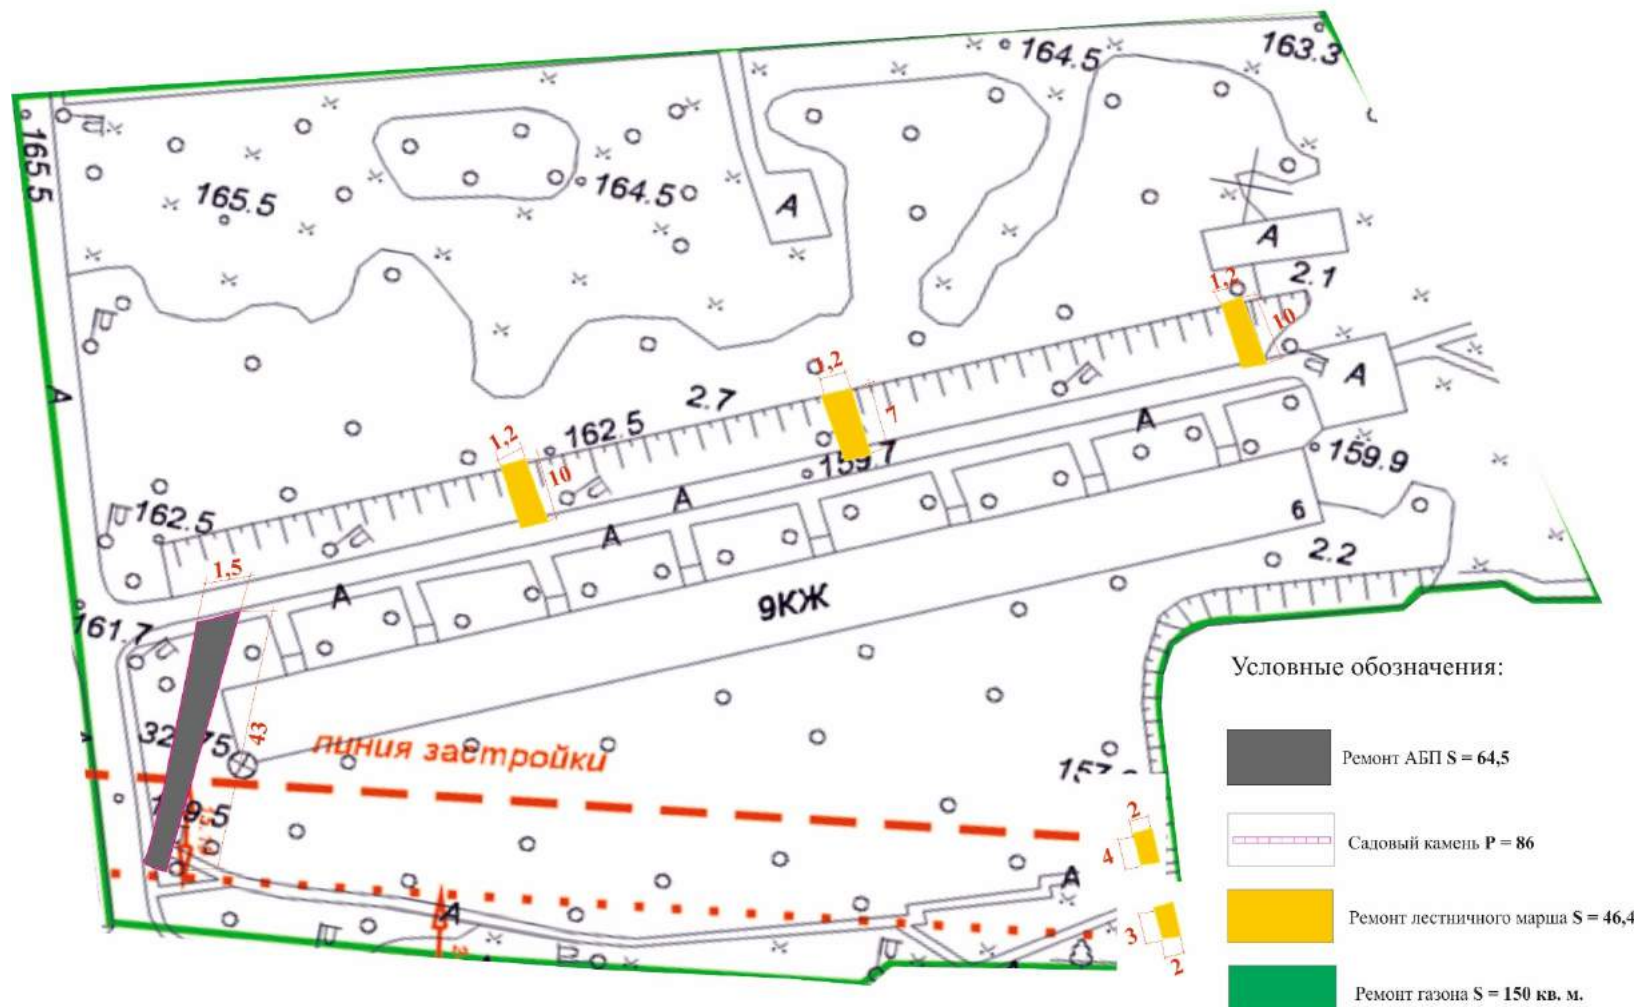 164.5
163.3
165.5
165.5
164.5
А
А
1,2
2.1
10
А
А
1,2
2.7
7
А
162.5
1,2
10
159.7
159.9
162.5
А
А
6
2.2
1,5
А
9КЖ
161.7
43
линия застройки
2
4
А
А
3
2
Условные обозначения:
Ремонт АБП S = 64,5
Садовый камень P = 86
Ремонт лестничного марша S = 46,4
Ремонт газона S = 150 кв. м.